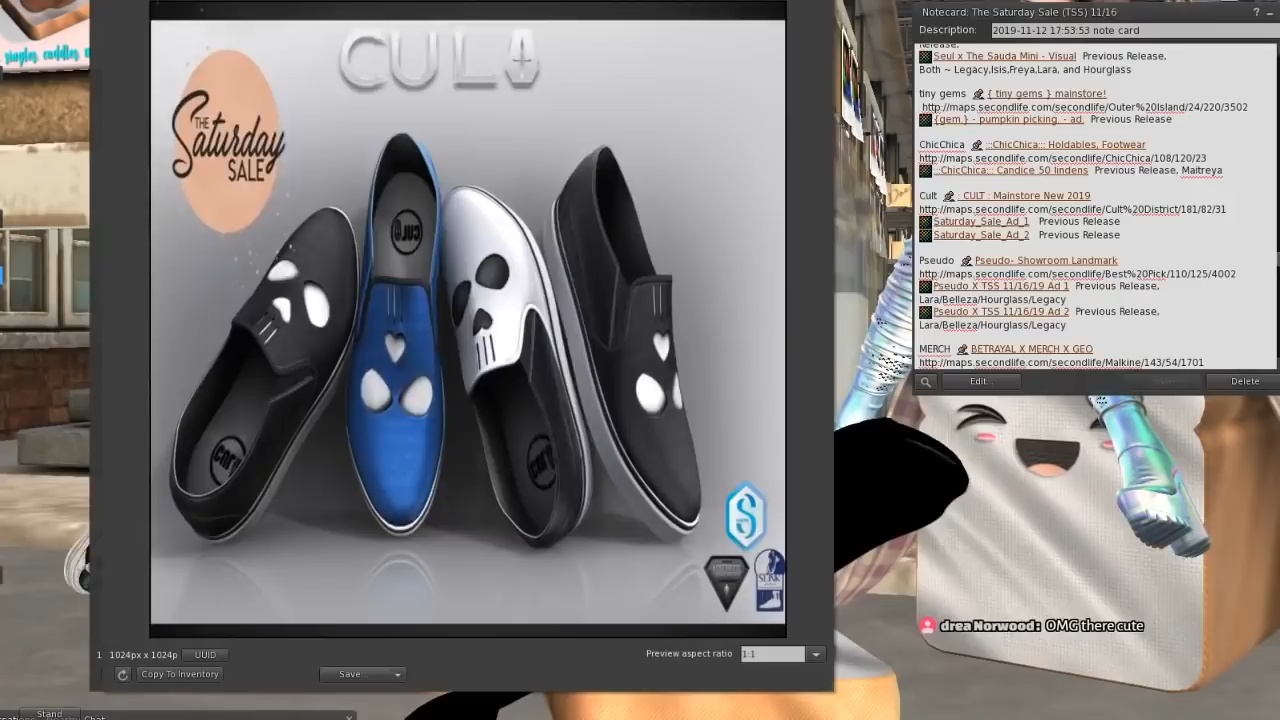 singles, cuddles,
CULT
THE
Saturday
SALE
1 1024px x 1024p UUID
Preview aspect ratio 1:1
Copy To Inventory
Save...
Stand
Chat
Notecard: The Saturday Sale (TSS) 11/16
Description: 2019-11-12 17:53:53 note card
Release,
Seul x The Sauda Mini - Visual Previous Release,
Both ~ Legacy,Isis,Freya,Lara, and Hourglass
tiny gems { tiny gems } mainstore!
http://maps.secondlife.com/secondlife/Outer%20Island/24/220/3502
{gem.} - pumpkin picking. - ad. Previous Release
ChicChica :::ChicChica::: Holdables, Footwear
http://maps.secondlife.com/secondlife/ChicChica/108/120/23
:::ChicChica::: Candice 50 lindens Previous Release, Maitreya
Cult : CULT : Mainstore New 2019
http://maps.secondlife.com/secondlife/Cult%20District/181/82/31
Saturday_Sale_Ad_1 Previous Release
Saturday_Sale_Ad_2 Previous Release
Pseudo Pseudo- Showroom Landmark
http://maps.secondlife.com/secondlife/Best%20Pick/110/125/4002
Pseudo X TSS 11/16/19 Ad 1 Previous Release,
Lara/Belleza/Hourglass/Legacy
Pseudo X TSS 11/16/19 Ad 2 Previous Release,
Lara/Belleza/Hourglass/Legacy
MERCH BETRAYAL X MERCH X GEO
http://maps.secondlife.com/secondlife/Malkine/143/54/1701
Edit...
Delete
drea Norwood: OMG there cute